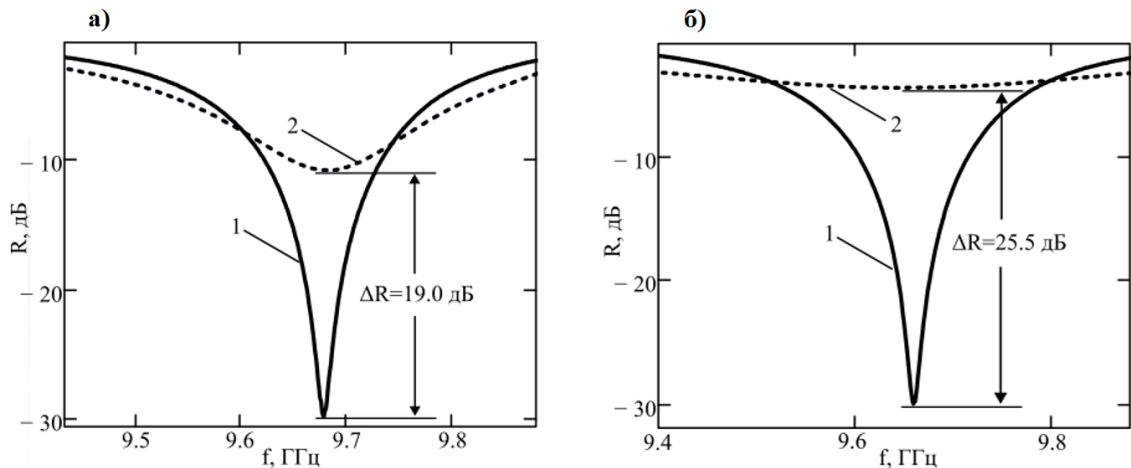 а)
2
1
ΔR=19.0 дБ
R, дБ
– 10
– 20
– 30
9.5
9.6
9.7
9.8
f, ГГц
б)
2
1
ΔR=25.5 дБ
R, дБ
– 10
– 20
– 30
9.4
9.6
9.8
f, ГГц